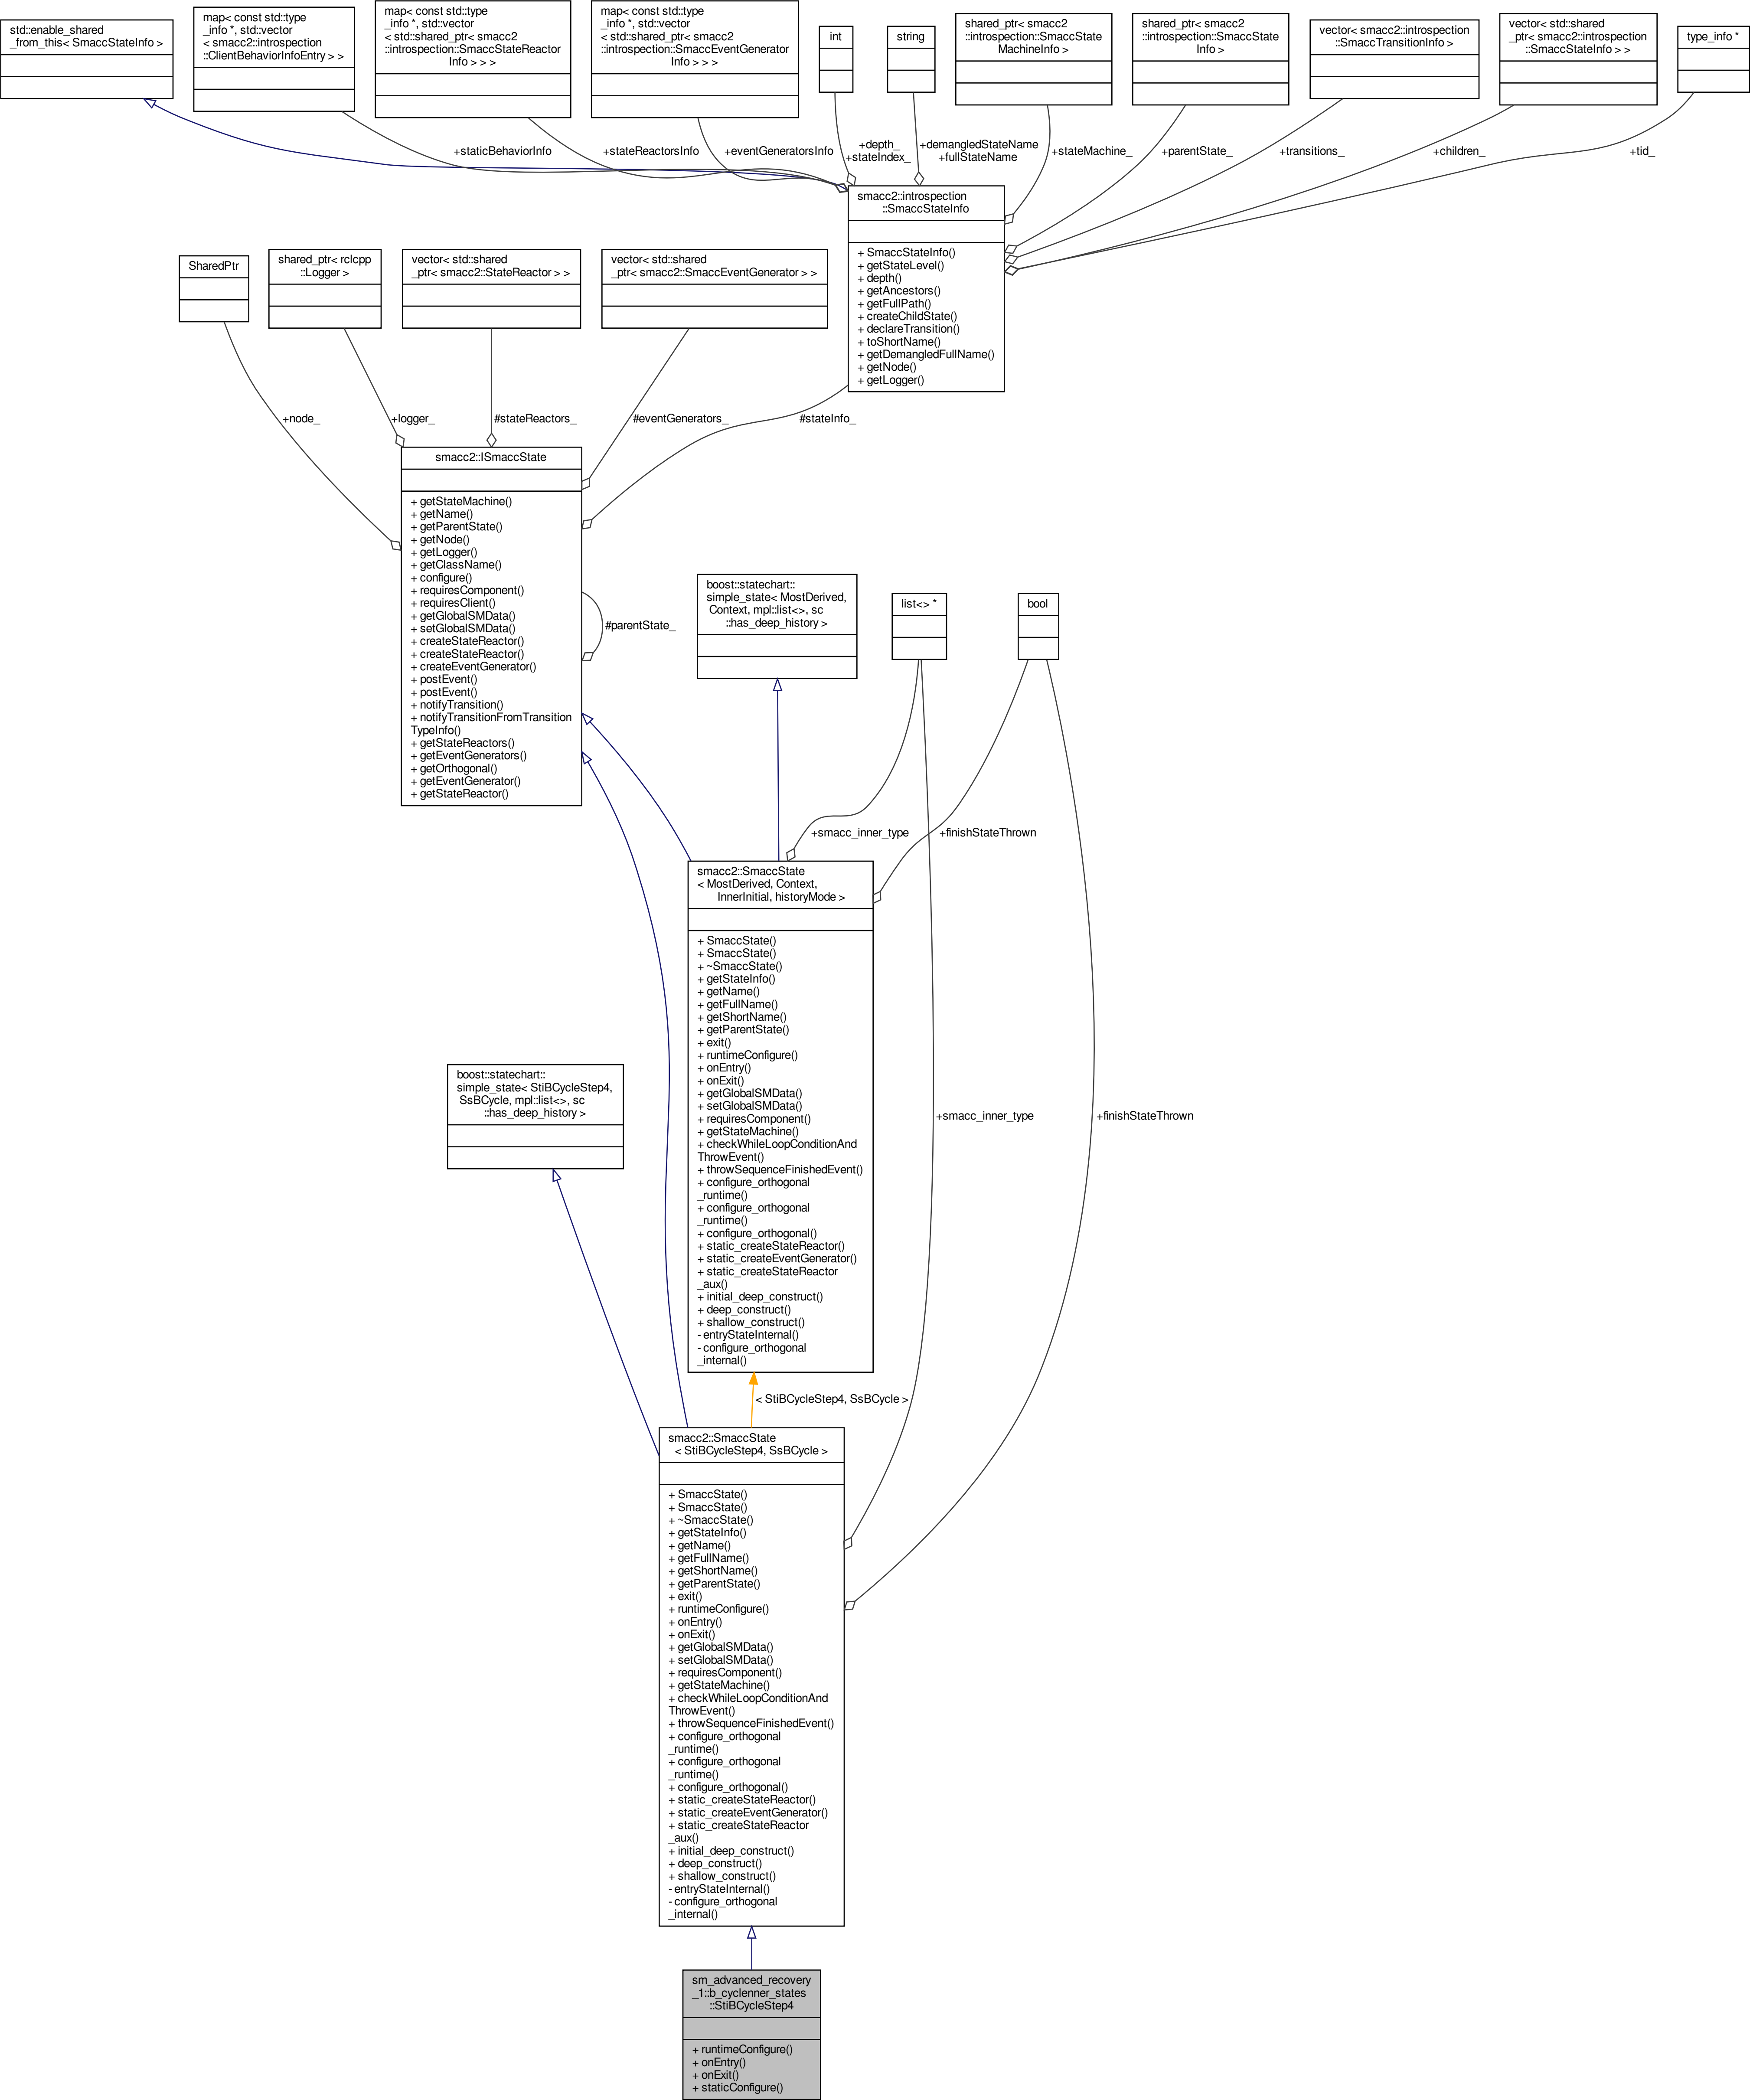 std::enable_shared
_from_this< SmaccStateInfo >
map< const std::type
_info *, std::vector
< smacc2::introspection
::ClientBehaviorInfoEntry > >
map< const std::type
_info *, std::vector
< std::shared_ptr< smacc2
::introspection::SmaccStateReactor
Info > > >
map< const std::type
_info *, std::vector
< std::shared_ptr< smacc2
::introspection::SmaccEventGenerator
Info > > >
int
string
shared_ptr< smacc2
::introspection::SmaccState
MachineInfo >
shared_ptr< smacc2
::introspection::SmaccState
Info >
vector< smacc2::introspection
::SmaccTransitionInfo >
vector< std::shared
_ptr< smacc2::introspection
::SmaccStateInfo > >
type_info *
+staticBehaviorInfo
+stateReactorsInfo
+eventGeneratorsInfo
+depth_
+stateIndex_
+demangledStateName
+fullStateName
+stateMachine_
+parentState_
+transitions_
+children_
+tid_
smacc2::introspection
::SmaccStateInfo
+ SmaccStateInfo()
+ getStateLevel()
+ depth()
+ getAncestors()
+ getFullPath()
+ createChildState()
+ declareTransition()
+ toShortName()
+ getDemangledFullName()
+ getNode()
+ getLogger()
SharedPtr
shared_ptr< rclcpp
::Logger >
vector< std::shared
_ptr< smacc2::StateReactor > >
vector< std::shared
_ptr< smacc2::SmaccEventGenerator > >
+node_
+logger_
#stateReactors_
#eventGenerators_
#stateInfo_
smacc2::ISmaccState
+ getStateMachine()
+ getName()
+ getParentState()
+ getNode()
+ getLogger()
+ getClassName()
+ configure()
+ requiresComponent()
+ requiresClient()
+ getGlobalSMData()
+ setGlobalSMData()
+ createStateReactor()
+ createStateReactor()
+ createEventGenerator()
+ postEvent()
+ postEvent()
+ notifyTransition()
+ notifyTransitionFromTransition
TypeInfo()
+ getStateReactors()
+ getEventGenerators()
+ getOrthogonal()
+ getEventGenerator()
+ getStateReactor()
#parentState_
boost::statechart::
simple_state< MostDerived,
Context, mpl::list<>, sc
::has_deep_history >
list<> *
bool
+smacc_inner_type
+finishStateThrown
smacc2::SmaccState
< MostDerived, Context,
InnerInitial, historyMode >
+ SmaccState()
+ SmaccState()
+ ~SmaccState()
+ getStateInfo()
+ getName()
+ getFullName()
+ getShortName()
+ getParentState()
+ exit()
+ runtimeConfigure()
+ onEntry()
+ onExit()
+ getGlobalSMData()
+ setGlobalSMData()
+ requiresComponent()
+ getStateMachine()
+ checkWhileLoopConditionAnd
ThrowEvent()
+ throwSequenceFinishedEvent()
+ configure_orthogonal
_runtime()
+ configure_orthogonal
_runtime()
+ configure_orthogonal()
+ static_createStateReactor()
+ static_createEventGenerator()
+ static_createStateReactor
_aux()
+ initial_deep_construct()
+ deep_construct()
+ shallow_construct()
- entryStateInternal()
- configure_orthogonal
_internal()
boost::statechart::
simple_state< StiBCycleStep4,
SsBCycle, mpl::list<>, sc
::has_deep_history >
+smacc_inner_type
+finishStateThrown
< StiBCycleStep4, SsBCycle >
smacc2::SmaccState
< StiBCycleStep4, SsBCycle >
+ SmaccState()
+ SmaccState()
+ ~SmaccState()
+ getStateInfo()
+ getName()
+ getFullName()
+ getShortName()
+ getParentState()
+ exit()
+ runtimeConfigure()
+ onEntry()
+ onExit()
+ getGlobalSMData()
+ setGlobalSMData()
+ requiresComponent()
+ getStateMachine()
+ checkWhileLoopConditionAnd
ThrowEvent()
+ throwSequenceFinishedEvent()
+ configure_orthogonal
_runtime()
+ configure_orthogonal
_runtime()
+ configure_orthogonal()
+ static_createStateReactor()
+ static_createEventGenerator()
+ static_createStateReactor
_aux()
+ initial_deep_construct()
+ deep_construct()
+ shallow_construct()
- entryStateInternal()
- configure_orthogonal
_internal()
sm_advanced_recovery
_1::b_cyclenner_states
::StiBCycleStep4
+ runtimeConfigure()
+ onEntry()
+ onExit()
+ staticConfigure()